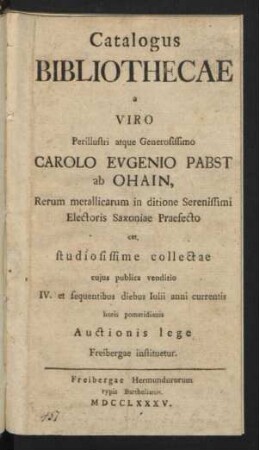 Catalogus
BIBLIOTHECAE
a
VIRO
Perillustri atque Generosissimo
CAROLO EVGENIO PABST
ab OHAIN,
Rerum metallicarum in ditione Serenissimi
Electoris Saxoniae Praefecto
cet.
studiosissime collectae
cujus publica venditio
IV. et sequentibus diebus Iulii anni currentis
horis pomeridianis
Auctionis lege
Freibergae instituetur.
Freibergae Hermundurorum
typis Barthelianis.
MDCCLXXXV.